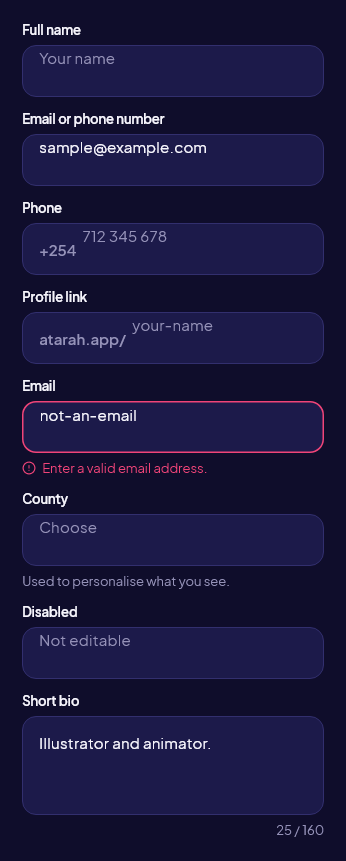 Full name
Your name
Email or phone number
sample@example.com
Phone
+254 712 345 678
Profile link
atarah.app/ your-name
Email
not-an-email
Enter a valid email address.
County
Choose
Used to personalise what you see.
Disabled
Not editable
Short bio
Illustrator and animator.
25 / 160